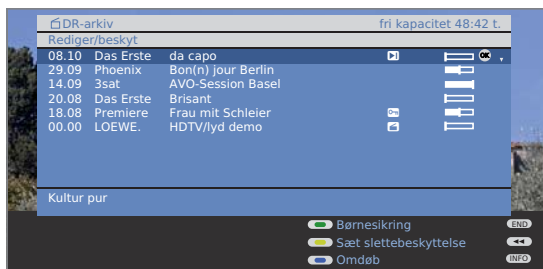 DR-arkiv fri kapacitet 48:42 t.
Rediger/beskyt
08.10 Das Erste da capo OK
29.09 Phoenix Bon(n) jour Berlin
14.09 3sat AVO-Session Basel
20.08 Das Erste Brisant
18.08 Premiere Frau mit Schleier
00.00 LOEWE. HDTV/lyd demo
Kultur pur
Børnesikring END
Sæt slettebeskyttelse
Omdøb INFO